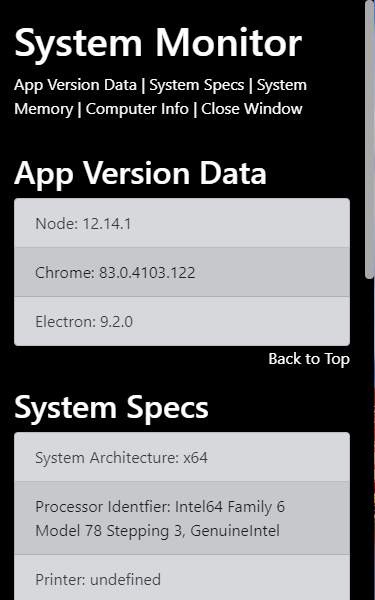 System Monitor
App Version Data | System Specs | System
Memory | Computer Info | Close Window
App Version Data
Node: 12.14.1
Chrome: 83.0.4103.122
Electron: 9.2.0
Back to Top
System Specs
System Architecture: x64
Processor Identfier: Intel64 Family 6
Model 78 Stepping 3, GenuineIntel
Printer: undefined